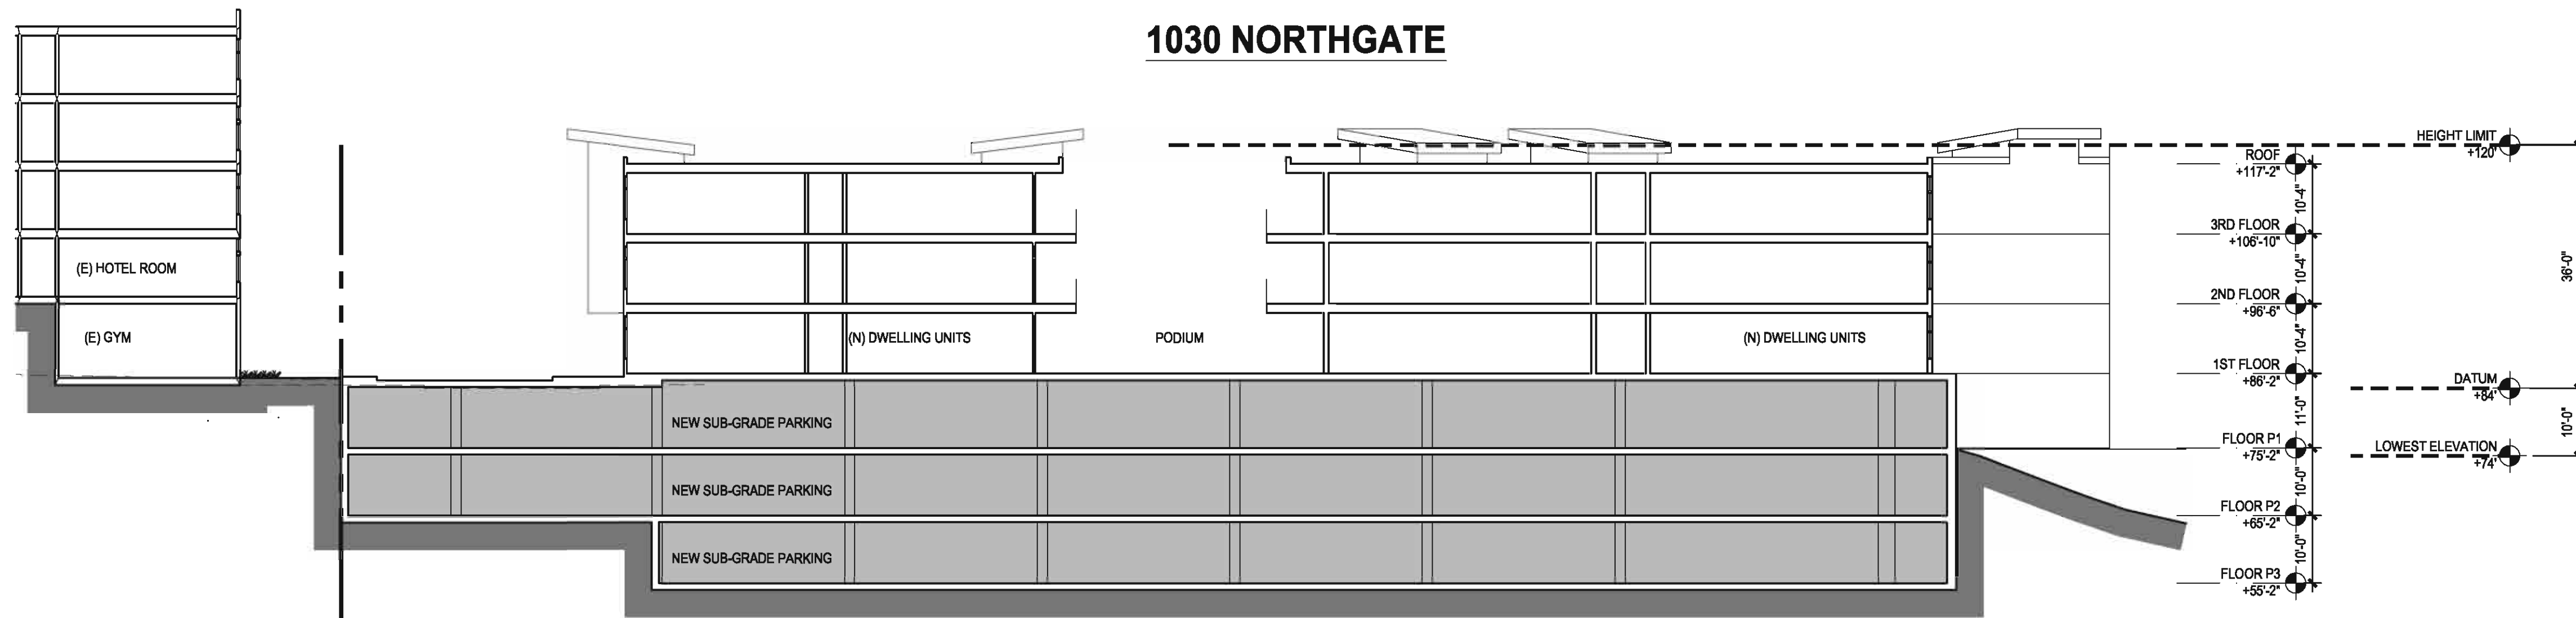 1030 NORTHGATE
HEIGHT LIMIT
+120'
ROOF
+117'-2"
10'-4"
3RD FLOOR
+106'-10"
(E) HOTEL ROOM
10'-4"
36'-0"
2ND FLOOR
+96'-6"
(E) GYM
(N) DWELLING UNITS
PODIUM
(N) DWELLING UNITS
10'-4"
1ST FLOOR
+86'-2"
DATUM
+84'
NEW SUB-GRADE PARKING
11'-0"
10'-0"
FLOOR P1
+75'-2"
LOWEST ELEVATION
+74'
NEW SUB-GRADE PARKING
10'-0"
FLOOR P2
+65'-2"
NEW SUB-GRADE PARKING
10'-0"
FLOOR P3
+55'-2"